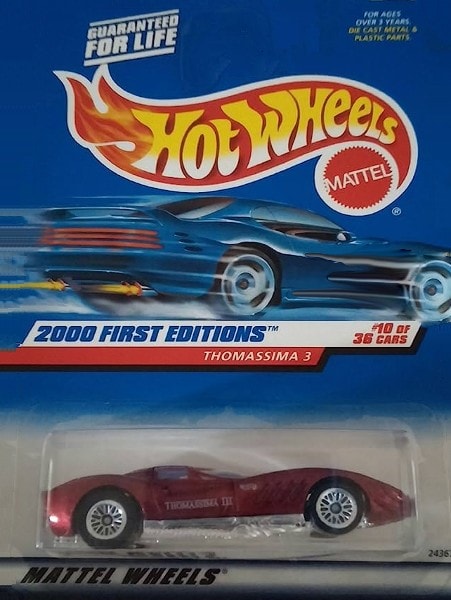 GUARANTEED
FOR LIFE
FOR AGES
OVER 3 YEARS.
DIE CAST METAL &
PLASTIC PARTS.
HOT WHEELS
MATTEL
®
2000 FIRST EDITIONS™
#10 OF
36 CARS
THOMASSIMA 3
THOMASSIMA III
2436
MATTEL WHEELS®